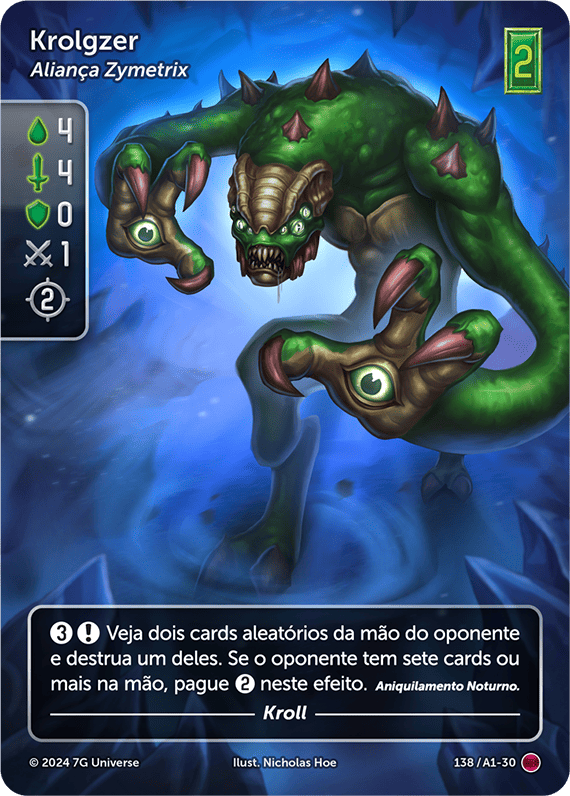 Krolgzer
Aliança Zymetrix
2
4
4
0
1
2
3 ! Veja dois cards aleatórios da mão do oponente
e destrua um deles. Se o oponente tem sete cards ou
mais na mão, pague 2 neste efeito. Aniquilamento Noturno.
Kroll
© 2024 7G Universe
Ilust. Nicholas Hoe
138 / A1-30